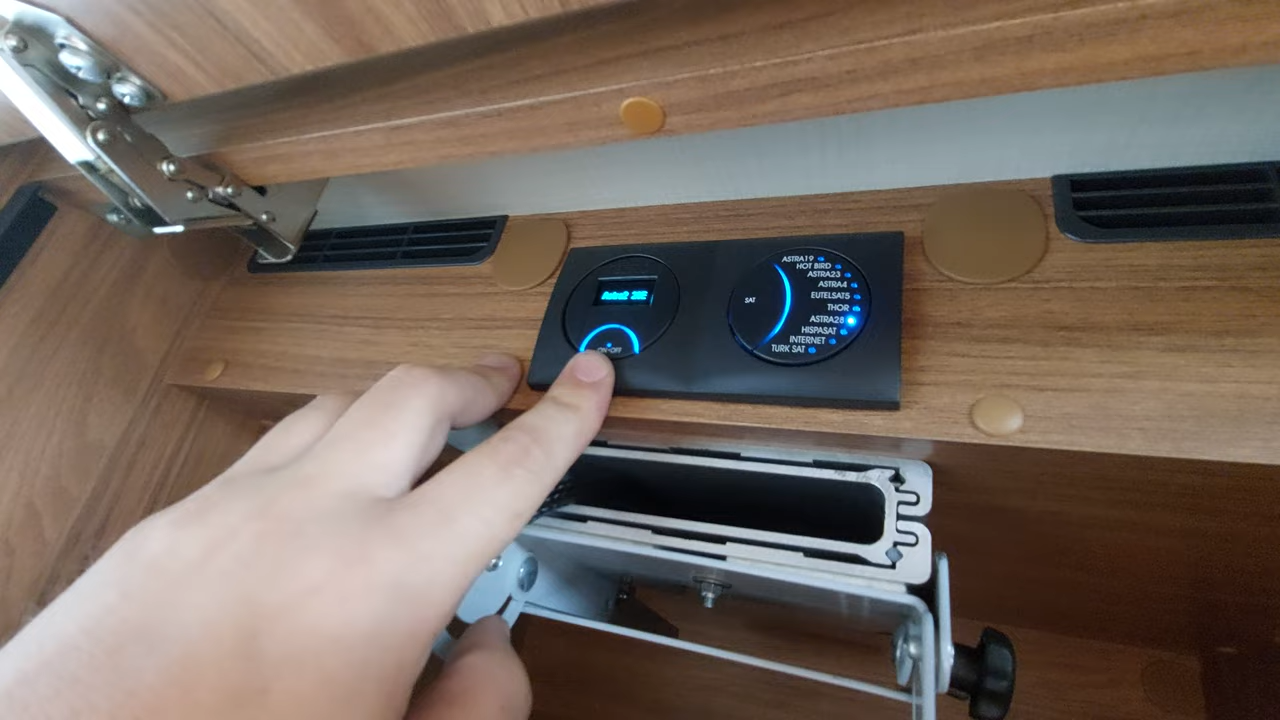 Astra2 28E
ON-OFF
SAT
ASTRA19
HOT BIRD
ASTRA23
ASTRA4
EUTELSAT5
THOR
ASTRA28
HISPASAT
INTERNET
TURK SAT